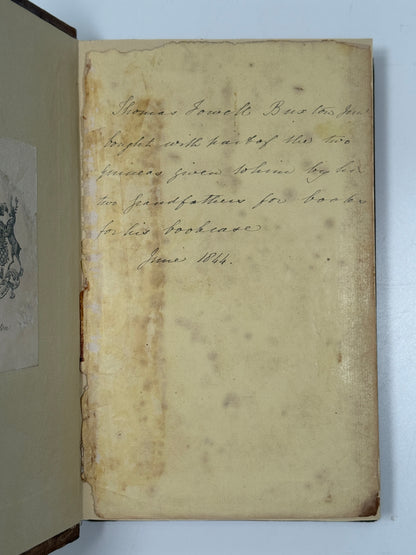 Thomas Fowell Buxton Jun
bought with part of the two
guineas given to him by his
two Grandfathers for books
for his bookcase
June 1844.